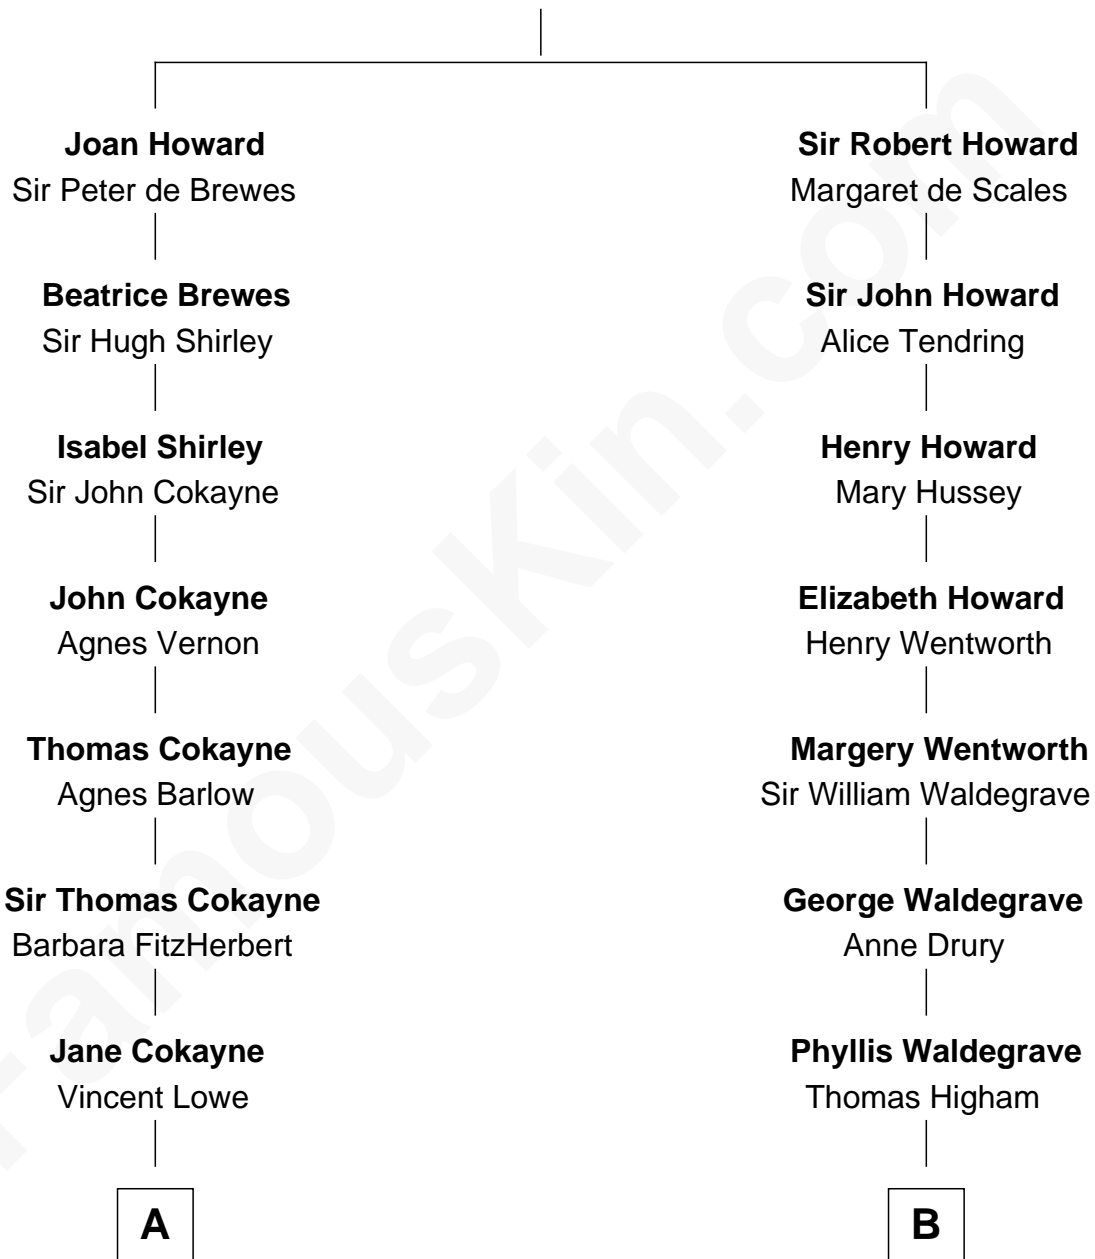 Joan Howard
Sir Peter de Brewes
Beatrice Brewes
Sir Hugh Shirley
Isabel Shirley
Sir John Cokayne
John Cokayne
Agnes Vernon
Thomas Cokayne
Agnes Barlow
Sir Thomas Cokayne
Barbara FitzHerbert
Jane Cokayne
Vincent Lowe
A
Sir Robert Howard
Margaret de Scales
Sir John Howard
Alice Tendring
Henry Howard
Mary Hussey
Elizabeth Howard
Henry Wentworth
Margery Wentworth
Sir William Waldegrave
George Waldegrave
Anne Drury
Phyllis Waldegrave
Thomas Higham
B
FamousKin.com